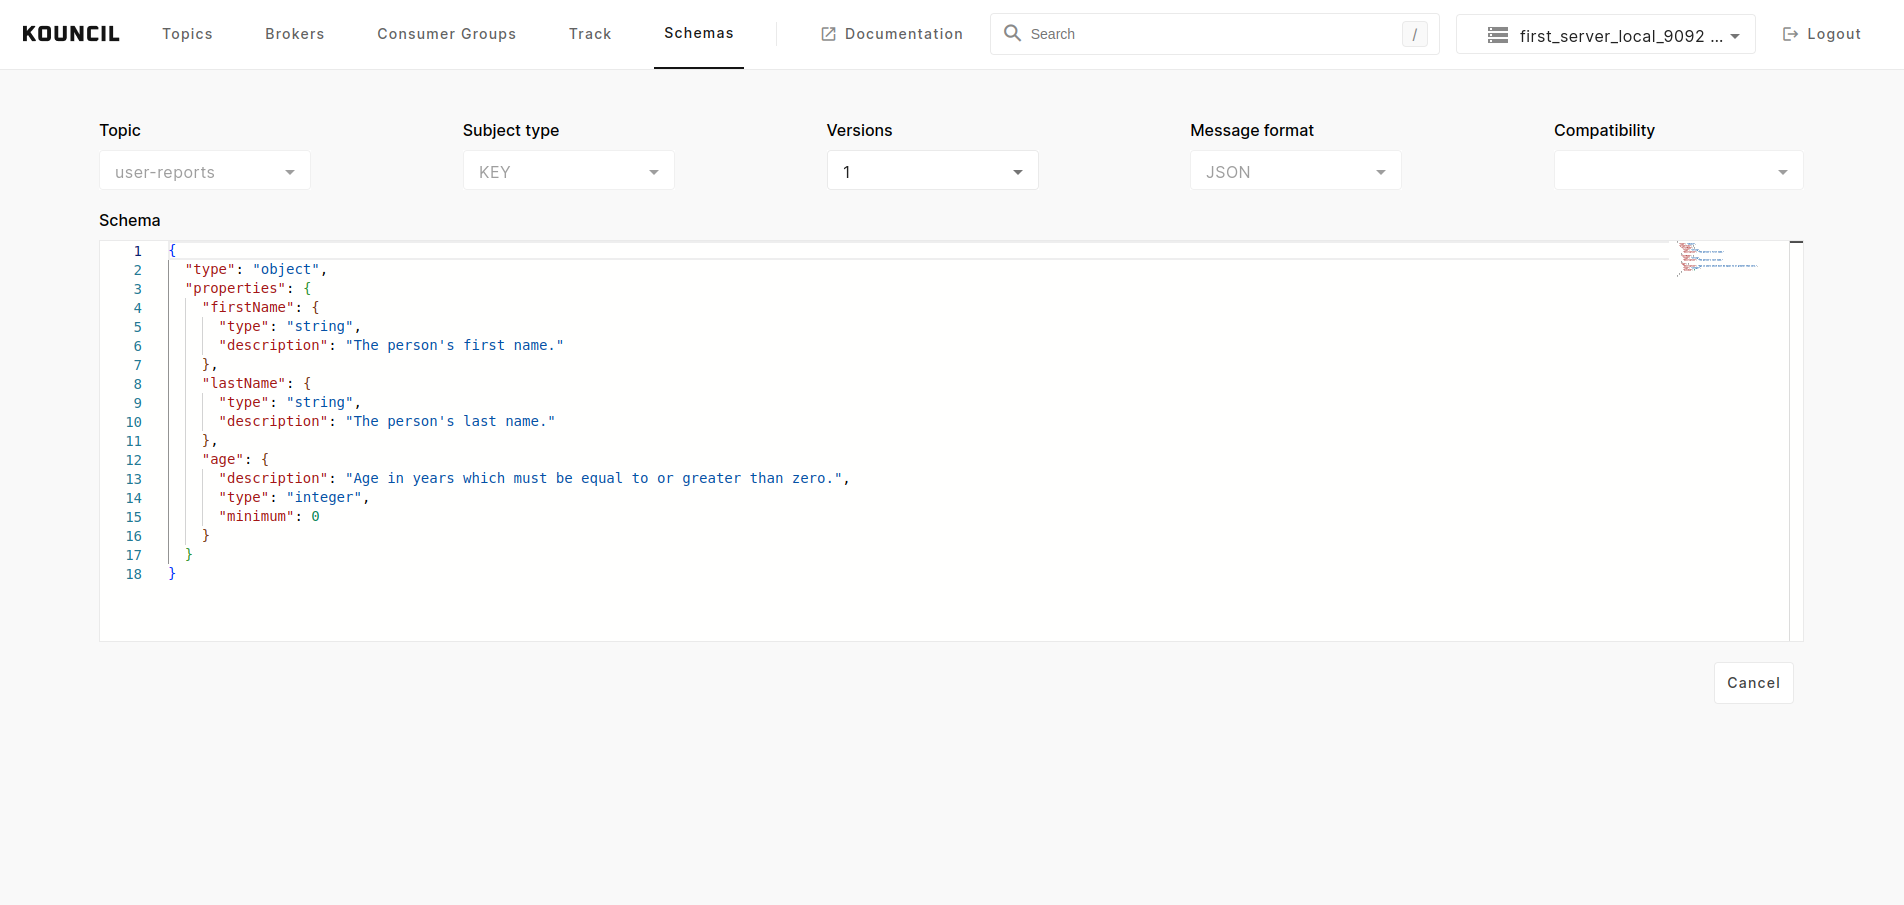 KOUNCIL Topics Brokers Consumer Groups Track Schemas Documentation Search / first_server_local_9092 ... Logout
Topic Subject type Versions Message format Compatibility
user-reports KEY 1 JSON
Schema
1 {
2 "type": "object",
3 "properties": {
4 "firstName": {
5 "type": "string",
6 "description": "The person's first name."
7 },
8 "lastName": {
9 "type": "string",
10 "description": "The person's last name."
11 },
12 "age": {
13 "description": "Age in years which must be equal to or greater than zero.",
14 "type": "integer",
15 "minimum": 0
16 }
17 }
18 }
Cancel